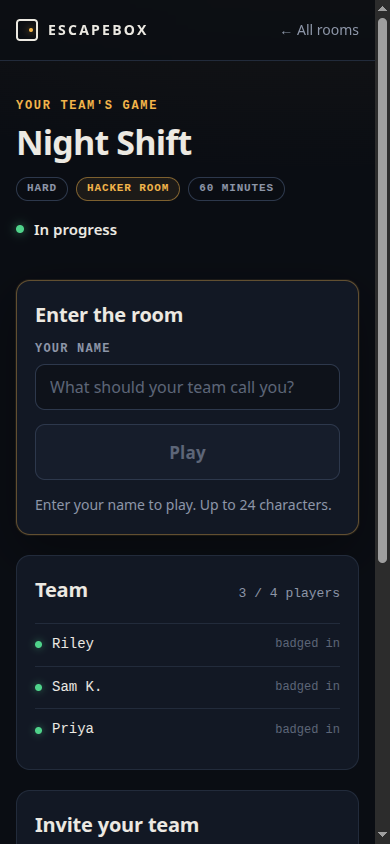 ESCAPEBOX
← All rooms
YOUR TEAM'S GAME
Night Shift
HARD HACKER ROOM 60 MINUTES
In progress
Enter the room
YOUR NAME
What should your team call you?
Play
Enter your name to play. Up to 24 characters.
Team
3 / 4 players
Riley badged in
Sam K. badged in
Priya badged in
Invite your team